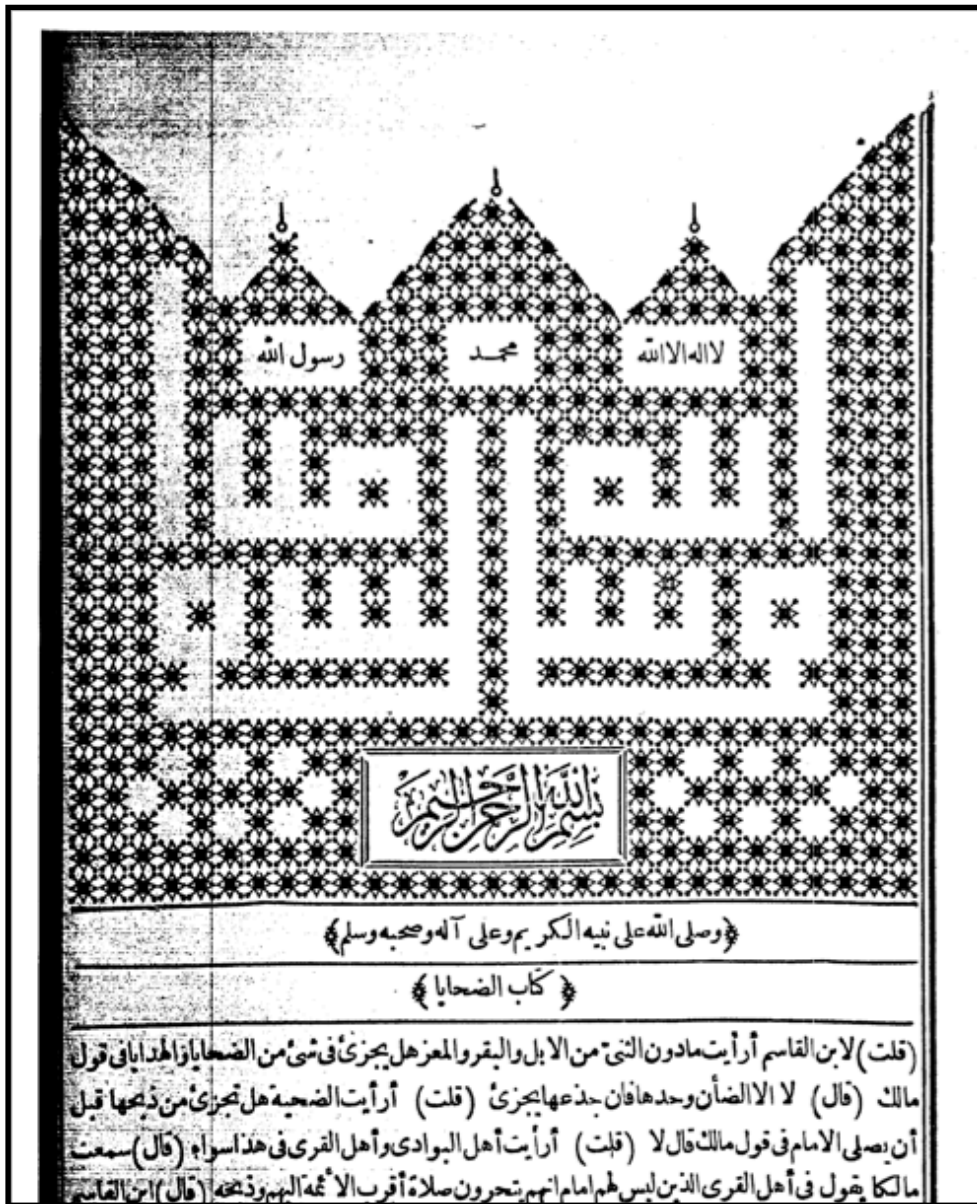 لا اله الا الله
محمد
رسول الله
بسم الله الرحمن الرحيم
﴿وصلى الله على نبيه الكريم وعلى آله وصحبه وسلم﴾
﴿ كتاب الضحايا ﴾
(قلت) لابن القاسم أرأيت مادون الثنى من الابل والبقر والمعز هل يجزئ فى شئ من الضحايا والهدايا فى قول
مالك (قال) لا الا الضأن وحدها فان جذعها يجزئ (قلت) أرأيت الضحية هل تجزئ من ذبحها قبل
أن يصلى الامام فى قول مالك قال لا (قلت) أرأيت أهل البوادى وأهل القرى فى هذا سواء (قال) سمعت
مالكا يقول فى أهل القرى الذين ليس لهم امام انهم يتحرون صلاة أقرب الأئمة اليهم وذبحه (قال) ابن القاسم